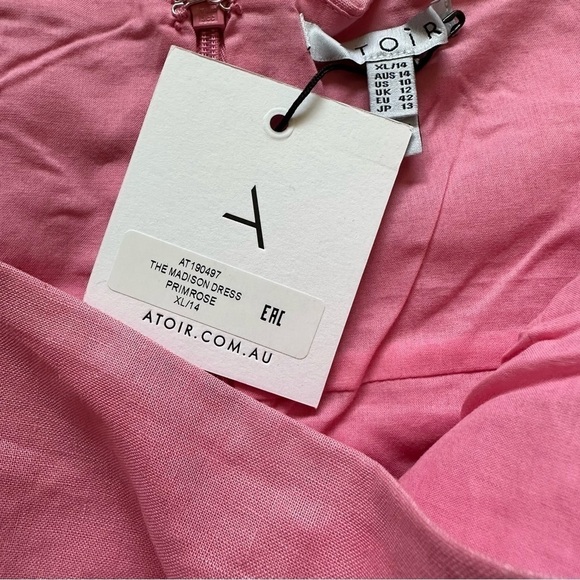 ATOIR
XL/14
AUS 14
US 10
UK 12
EU 42
JP 13
A
AT190497
THE MADISON DRESS
PRIMROSE
XL/14
EAC
ATOIR.COM.AU